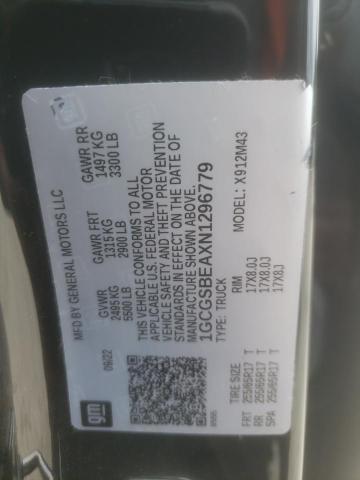 MFD BY GENERAL MOTORS LLC
09/22
GVWR
2495 KG
5500 LB
GAWR FRT
1315 KG
2900 LB
GAWR RR
1497 KG
3300 LB
THIS VEHICLE CONFORMS TO ALL
APPLICABLE U.S. FEDERAL MOTOR
VEHICLE SAFETY AND THEFT PREVENTION
STANDARDS IN EFFECT ON THE DATE OF
MANUFACTURE SHOWN ABOVE.
1GCGSBEAXN1296779
TYPE: TRUCK
MODEL: X912M43
gm
TIRE SIZE
RIM
FRT 255/65R17 T 17X8.0J
RR 255/65R17 T 17X8.0J
SPA 255/65R17 T 17X8J